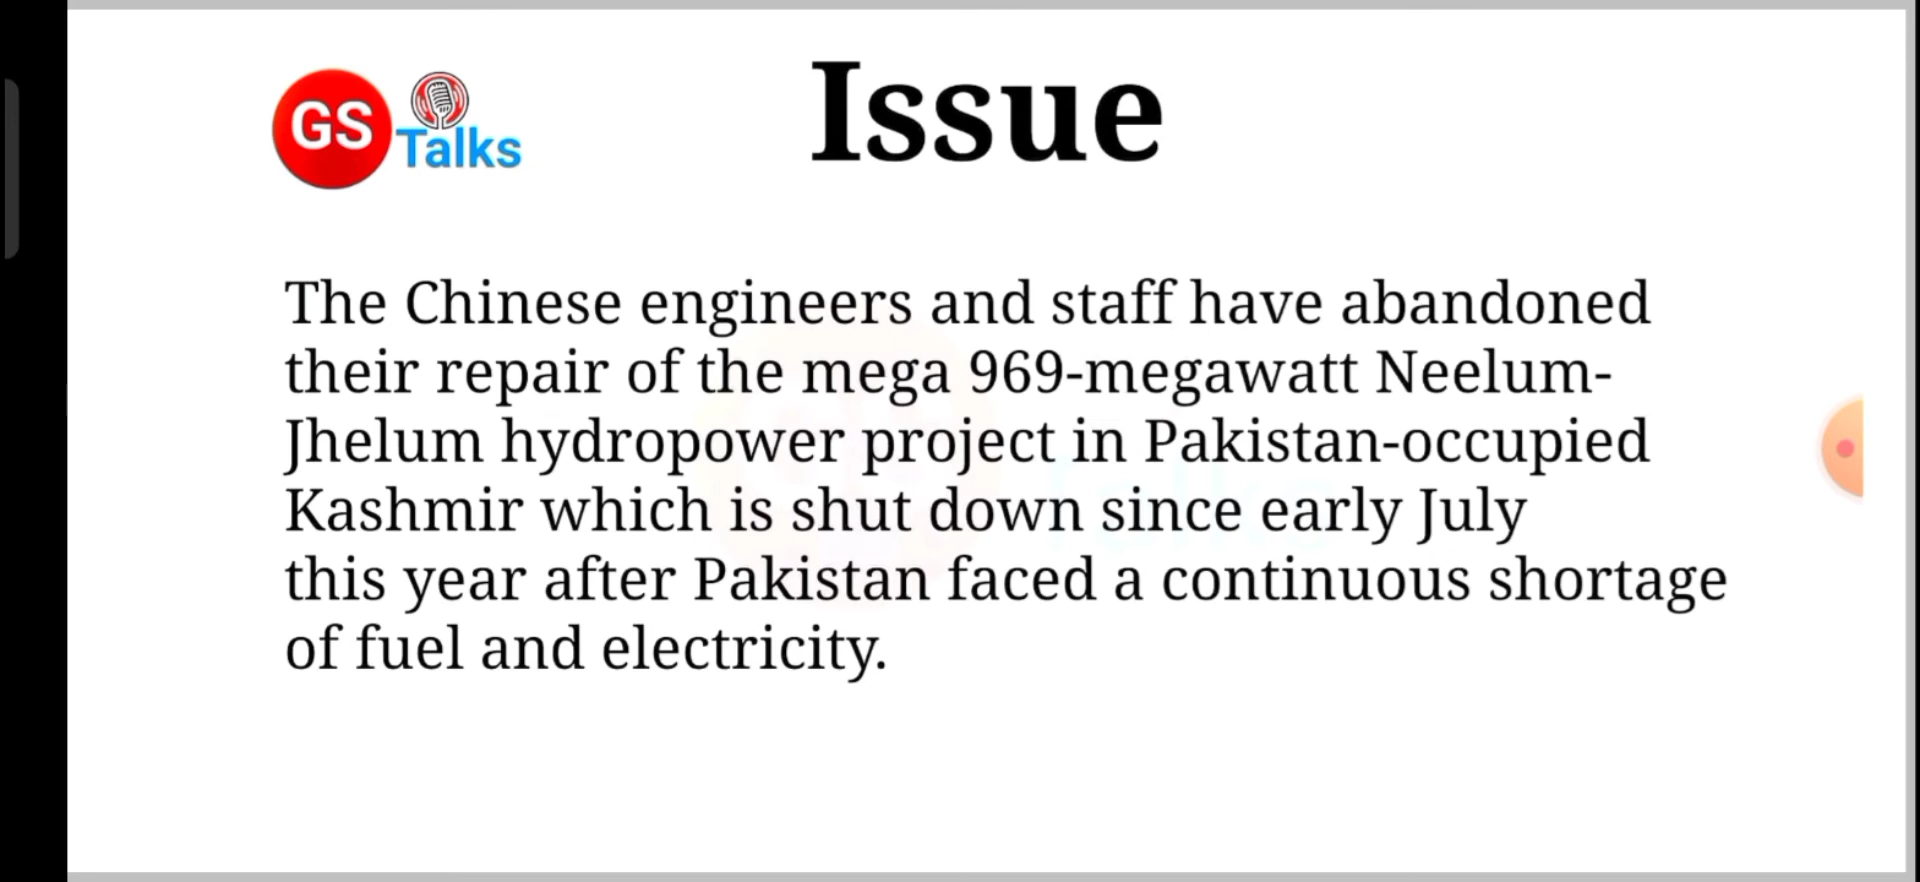 GS
Talks
Issue
The Chinese engineers and staff have abandoned
their repair of the mega 969-megawatt Neelum-
Jhelum hydropower project in Pakistan-occupied
Kashmir which is shut down since early July
this year after Pakistan faced a continuous shortage
of fuel and electricity.